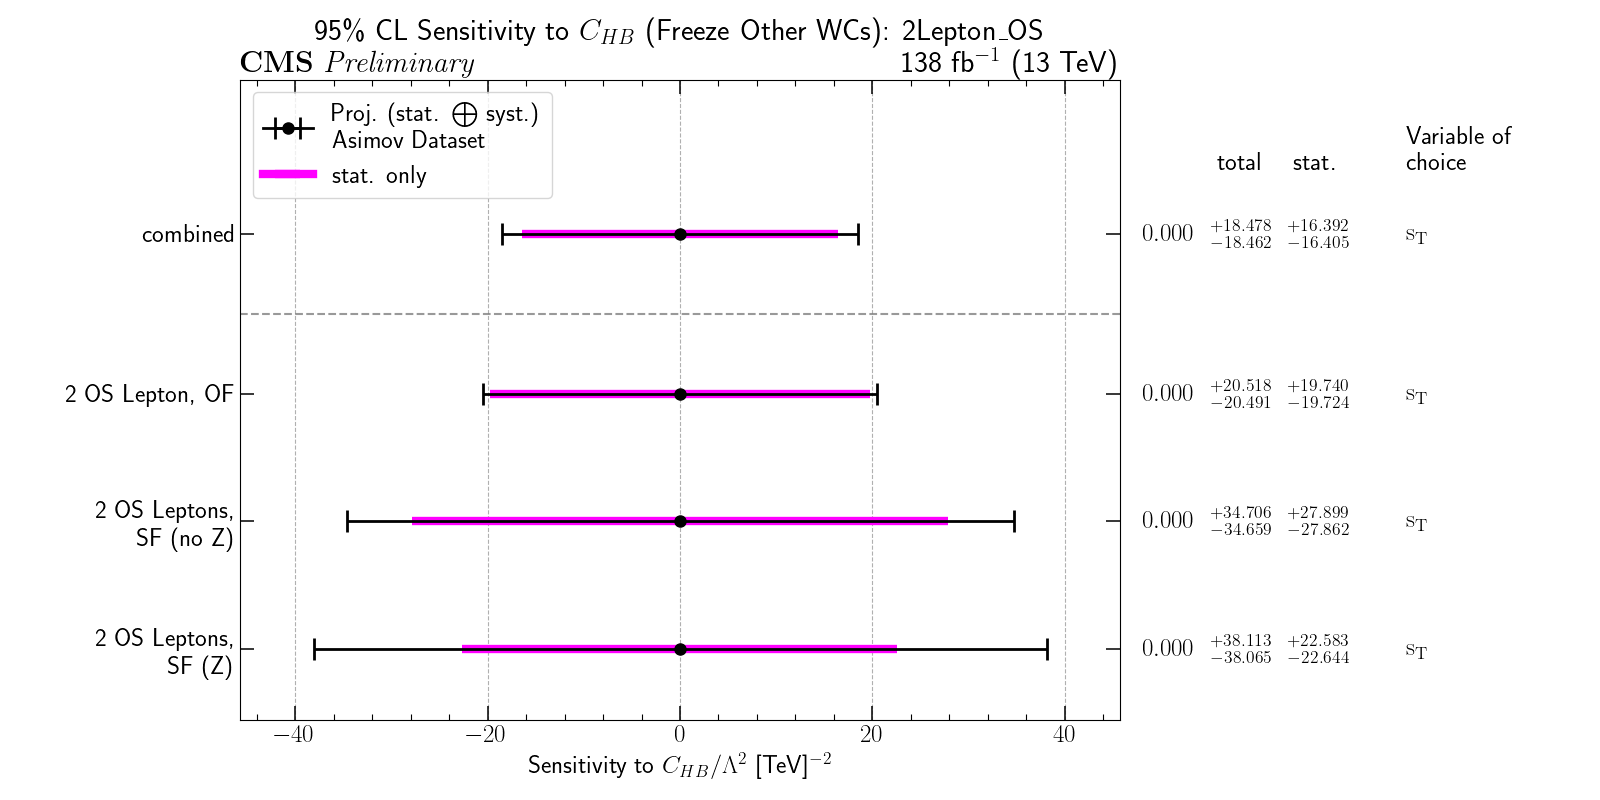 95% CL Sensitivity to C_{HB} (Freeze Other WCs): 2Lepton_OS
CMS Preliminary
138 fb^{−1} (13 TeV)
Proj. (stat. ⨁ syst.)
Asimov Dataset
stat. only
total stat.
Variable of
choice
combined
0.000 +18.478 −18.462 +16.392 −16.405 s_T
2 OS Lepton, OF
0.000 +20.518 −20.491 +19.740 −19.724 s_T
2 OS Leptons,
SF (no Z)
0.000 +34.706 −34.659 +27.899 −27.862 s_T
2 OS Leptons,
SF (Z)
0.000 +38.113 −38.065 +22.583 −22.644 s_T
−40 −20 0 20 40
Sensitivity to C_{HB}/Λ² [TeV]^{−2}